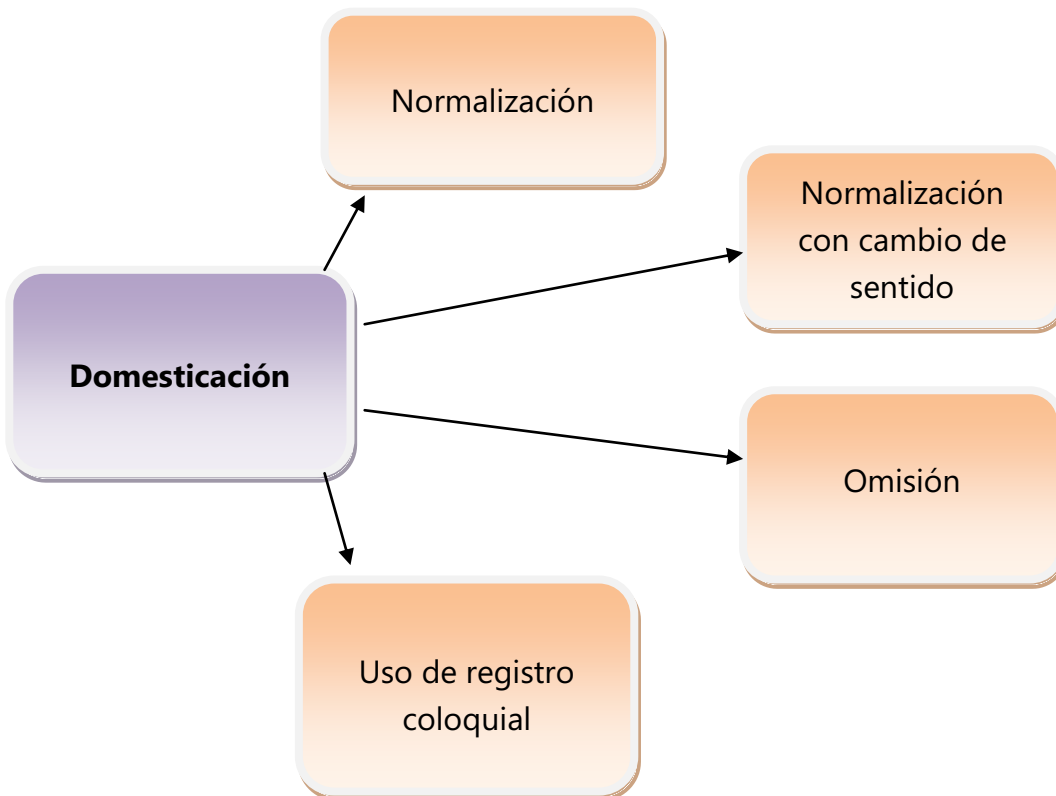 Normalización
Normalización
con cambio de
sentido
Domesticación
Omisión
Uso de registro
coloquial